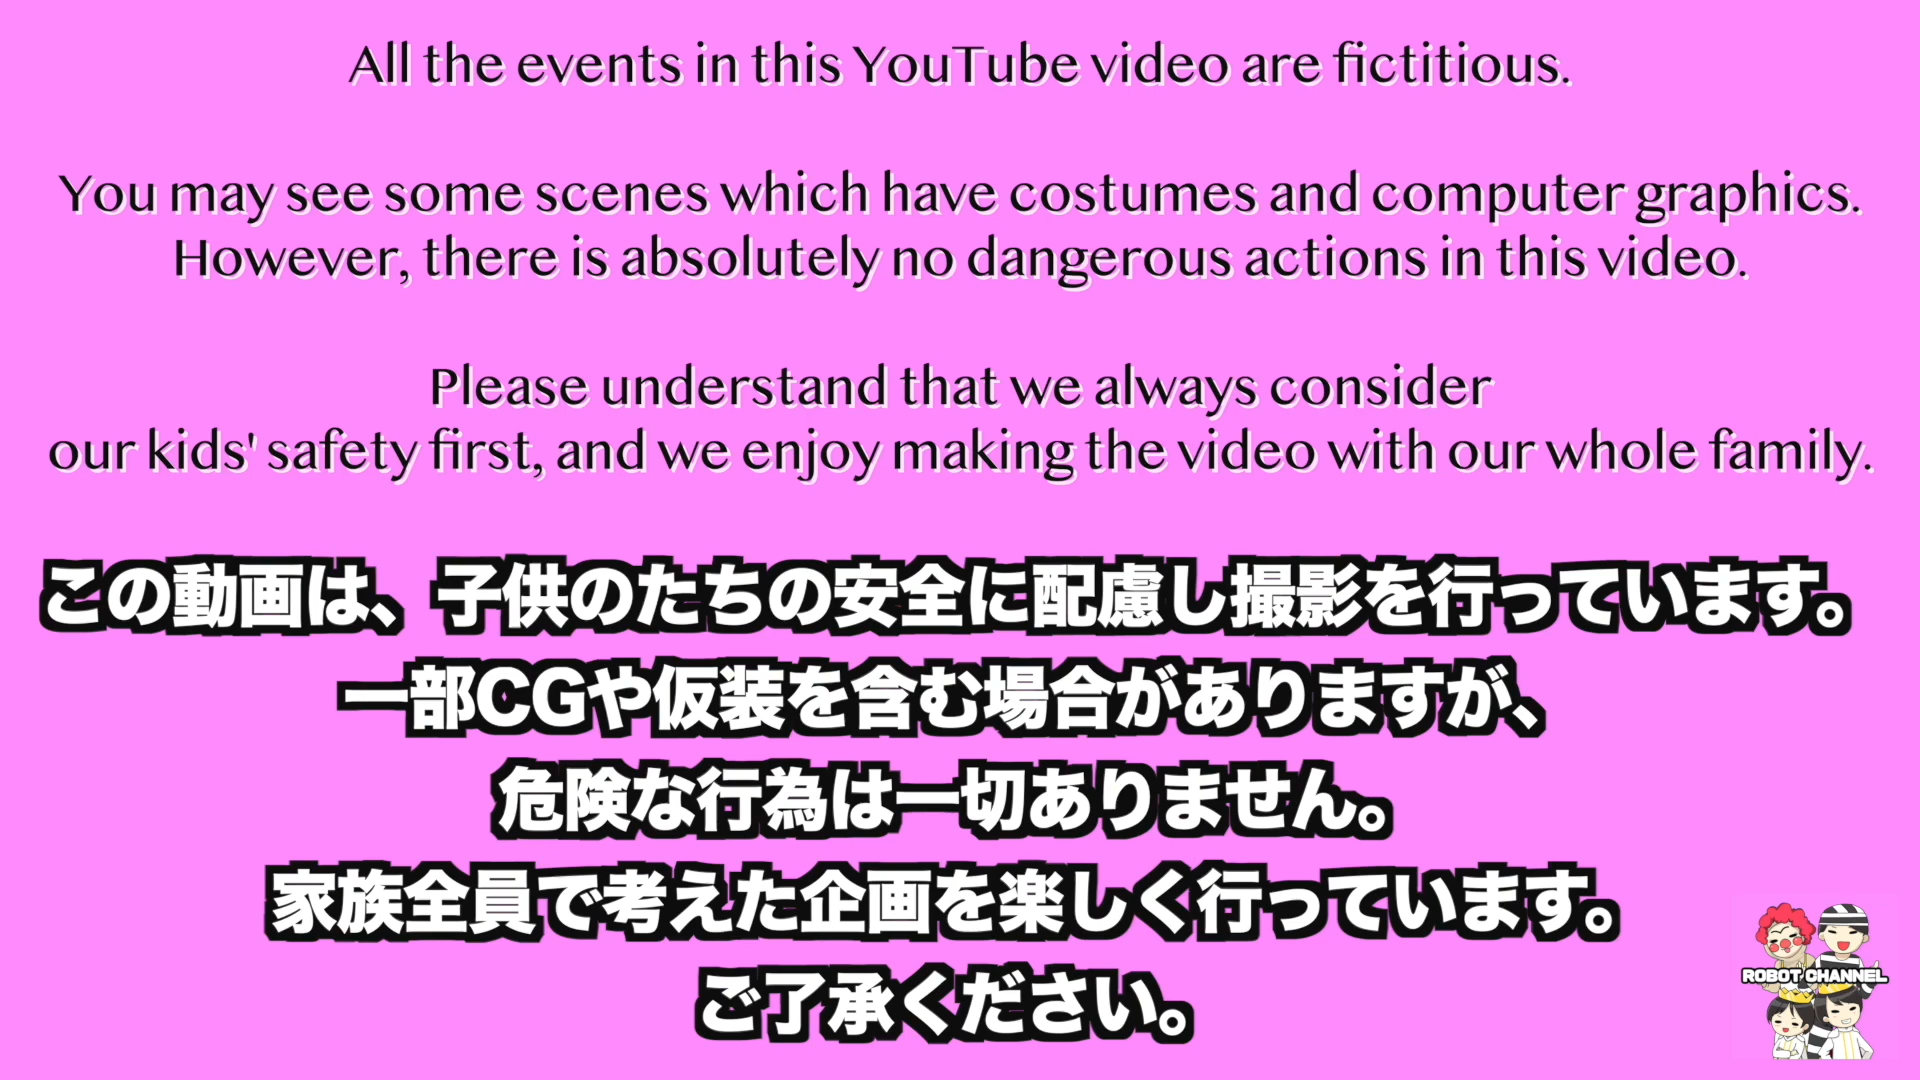 All the events in this YouTube video are fictitious.
You may see some scenes which have costumes and computer graphics.
However, there is absolutely no dangerous actions in this video.
Please understand that we always consider
our kids' safety first, and we enjoy making the video with our whole family.
この動画は、子供のたちの安全に配慮し撮影を行っています。
一部CGや仮装を含む場合がありますが、
危険な行為は一切ありません。
家族全員で考えた企画を楽しく行っています。
ご了承ください。
ROBOT CHANNEL